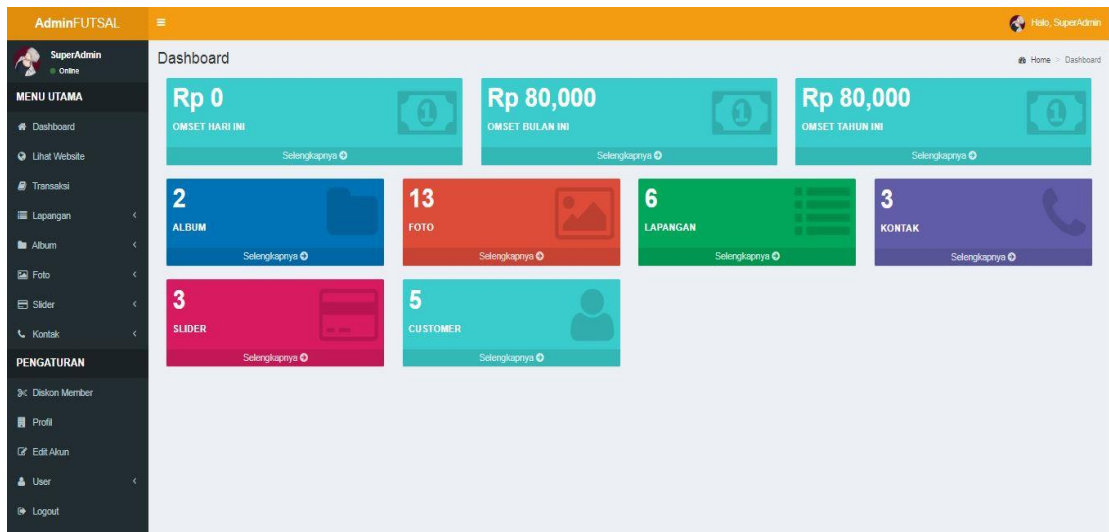 AdminFUTSAL
Halo, SuperAdmin
SuperAdmin
Online
MENU UTAMA
Dashboard
Lihat Website
Transaksi
Lapangan
Album
Foto
Slider
Kontak
PENGATURAN
Diskon Member
Profil
Edit Akun
User
Logout
Dashboard
Home > Dashboard
Rp 0
OMSET HARI INI
Selengkapnya
Rp 80,000
OMSET BULAN INI
Selengkapnya
Rp 80,000
OMSET TAHUN INI
Selengkapnya
2
ALBUM
Selengkapnya
13
FOTO
Selengkapnya
6
LAPANGAN
Selengkapnya
3
KONTAK
Selengkapnya
3
SLIDER
Selengkapnya
5
CUSTOMER
Selengkapnya